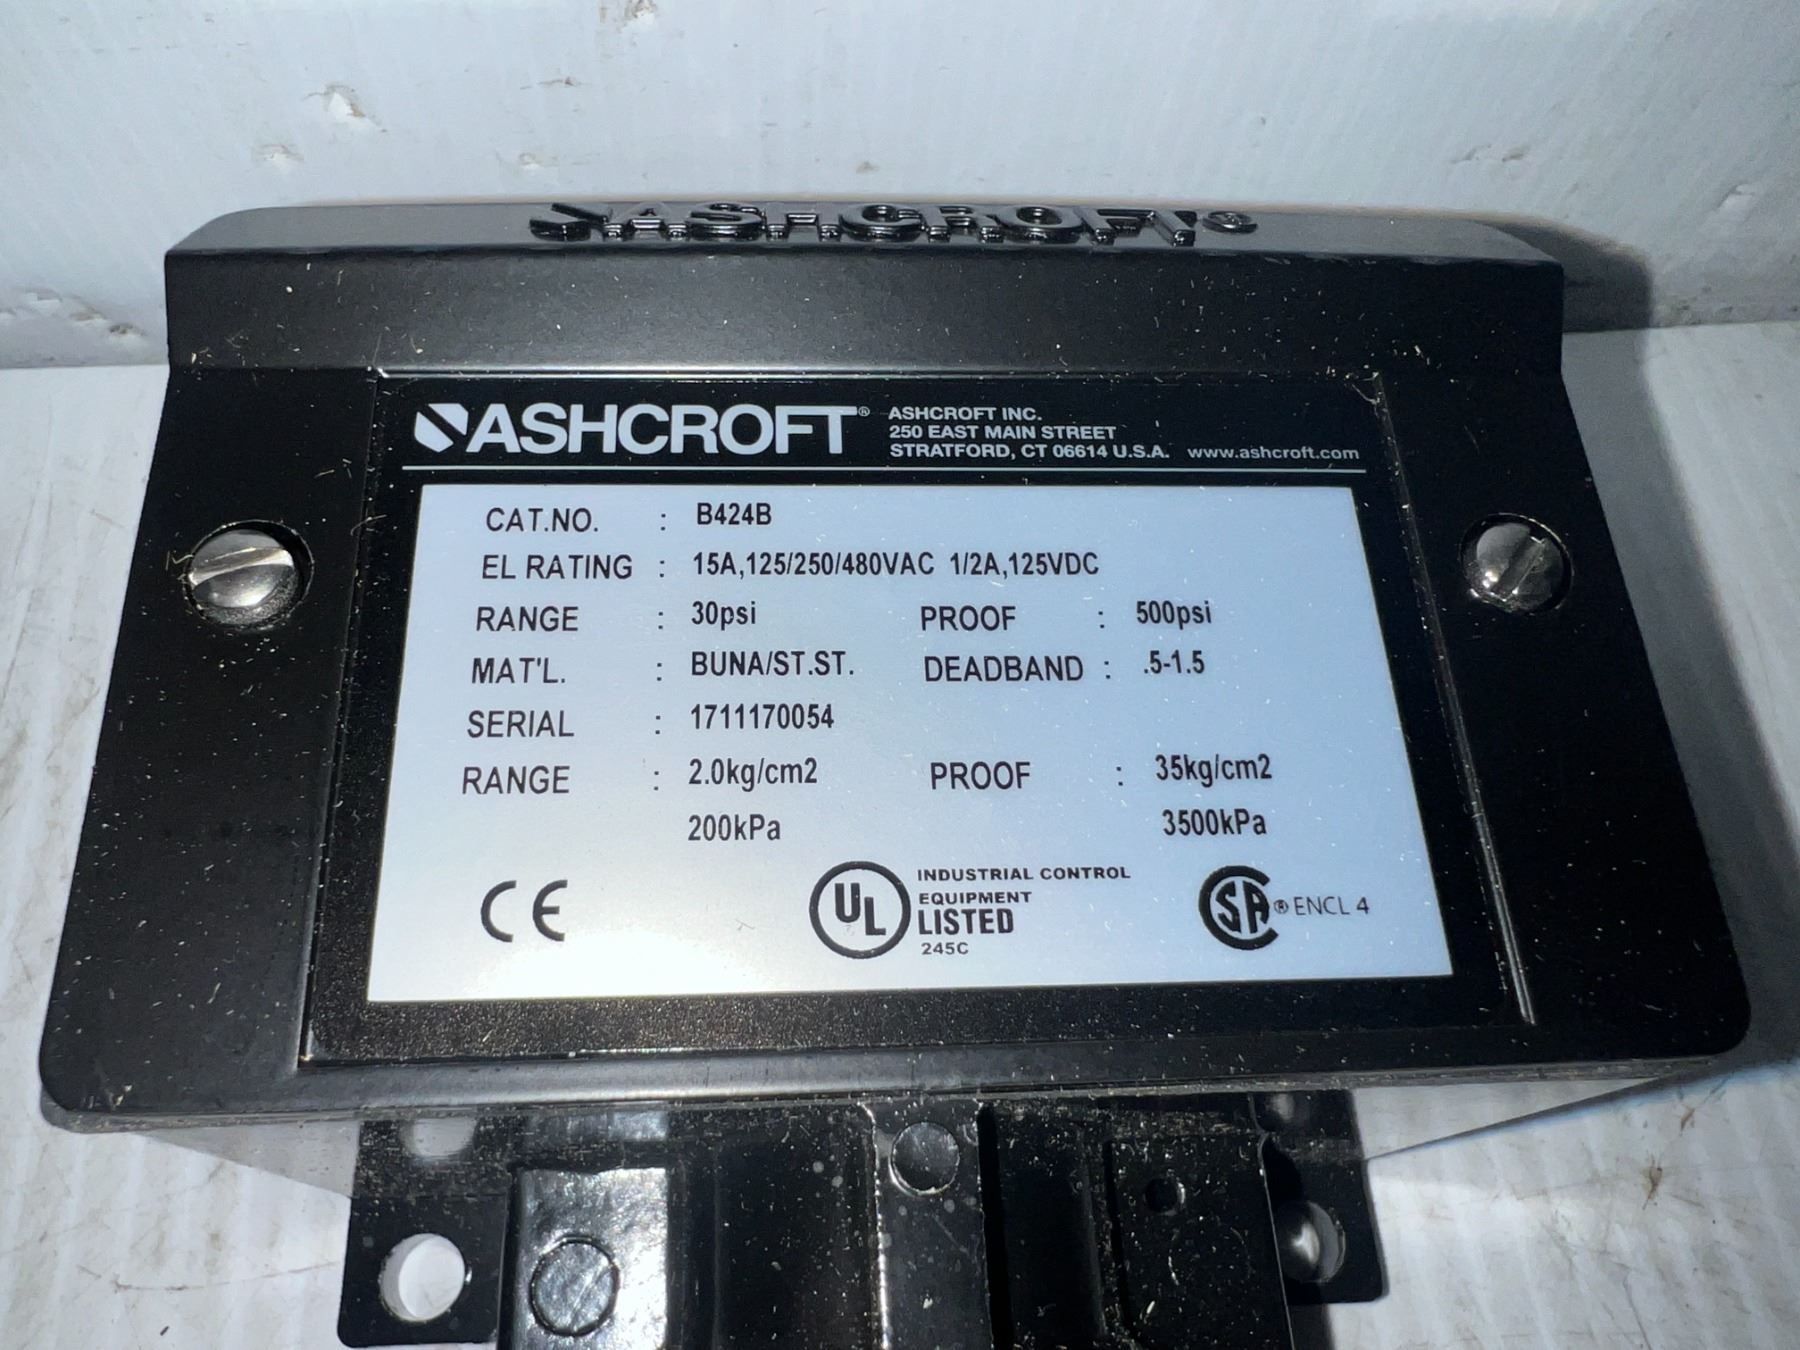 ASHCROFT®
ASHCROFT® ASHCROFT INC.
250 EAST MAIN STREET
STRATFORD, CT 06614 U.S.A. www.ashcroft.com
CAT.NO. : B424B
EL RATING : 15A,125/250/480VAC 1/2A,125VDC
RANGE : 30psi PROOF : 500psi
MAT'L. : BUNA/ST.ST. DEADBAND : .5-1.5
SERIAL : 1711170054
RANGE : 2.0kg/cm2 PROOF : 35kg/cm2
200kPa 3500kPa
CE UL INDUSTRIAL CONTROL
EQUIPMENT
LISTED
245C
SA® ENCL 4